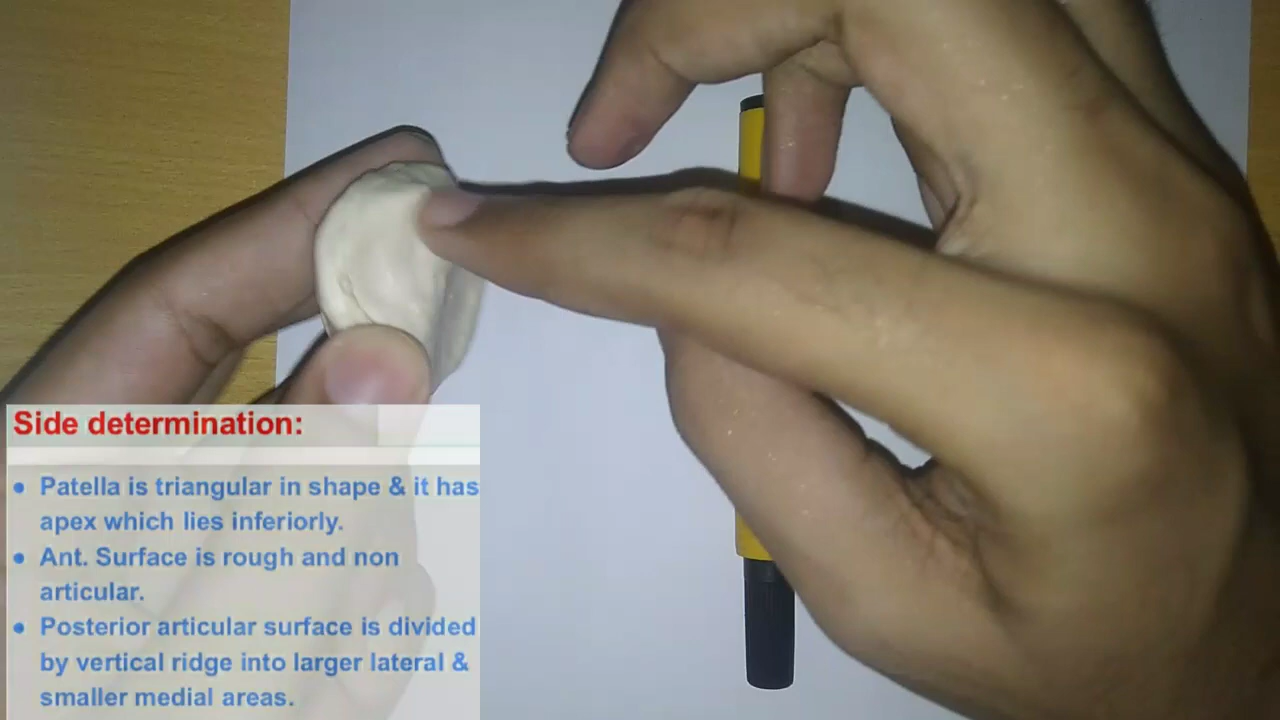 Side determination:
● Patella is triangular in shape & it has
apex which lies inferiorly.
● Ant. Surface is rough and non
articular.
● Posterior articular surface is divided
by vertical ridge into larger lateral &
smaller medial areas.